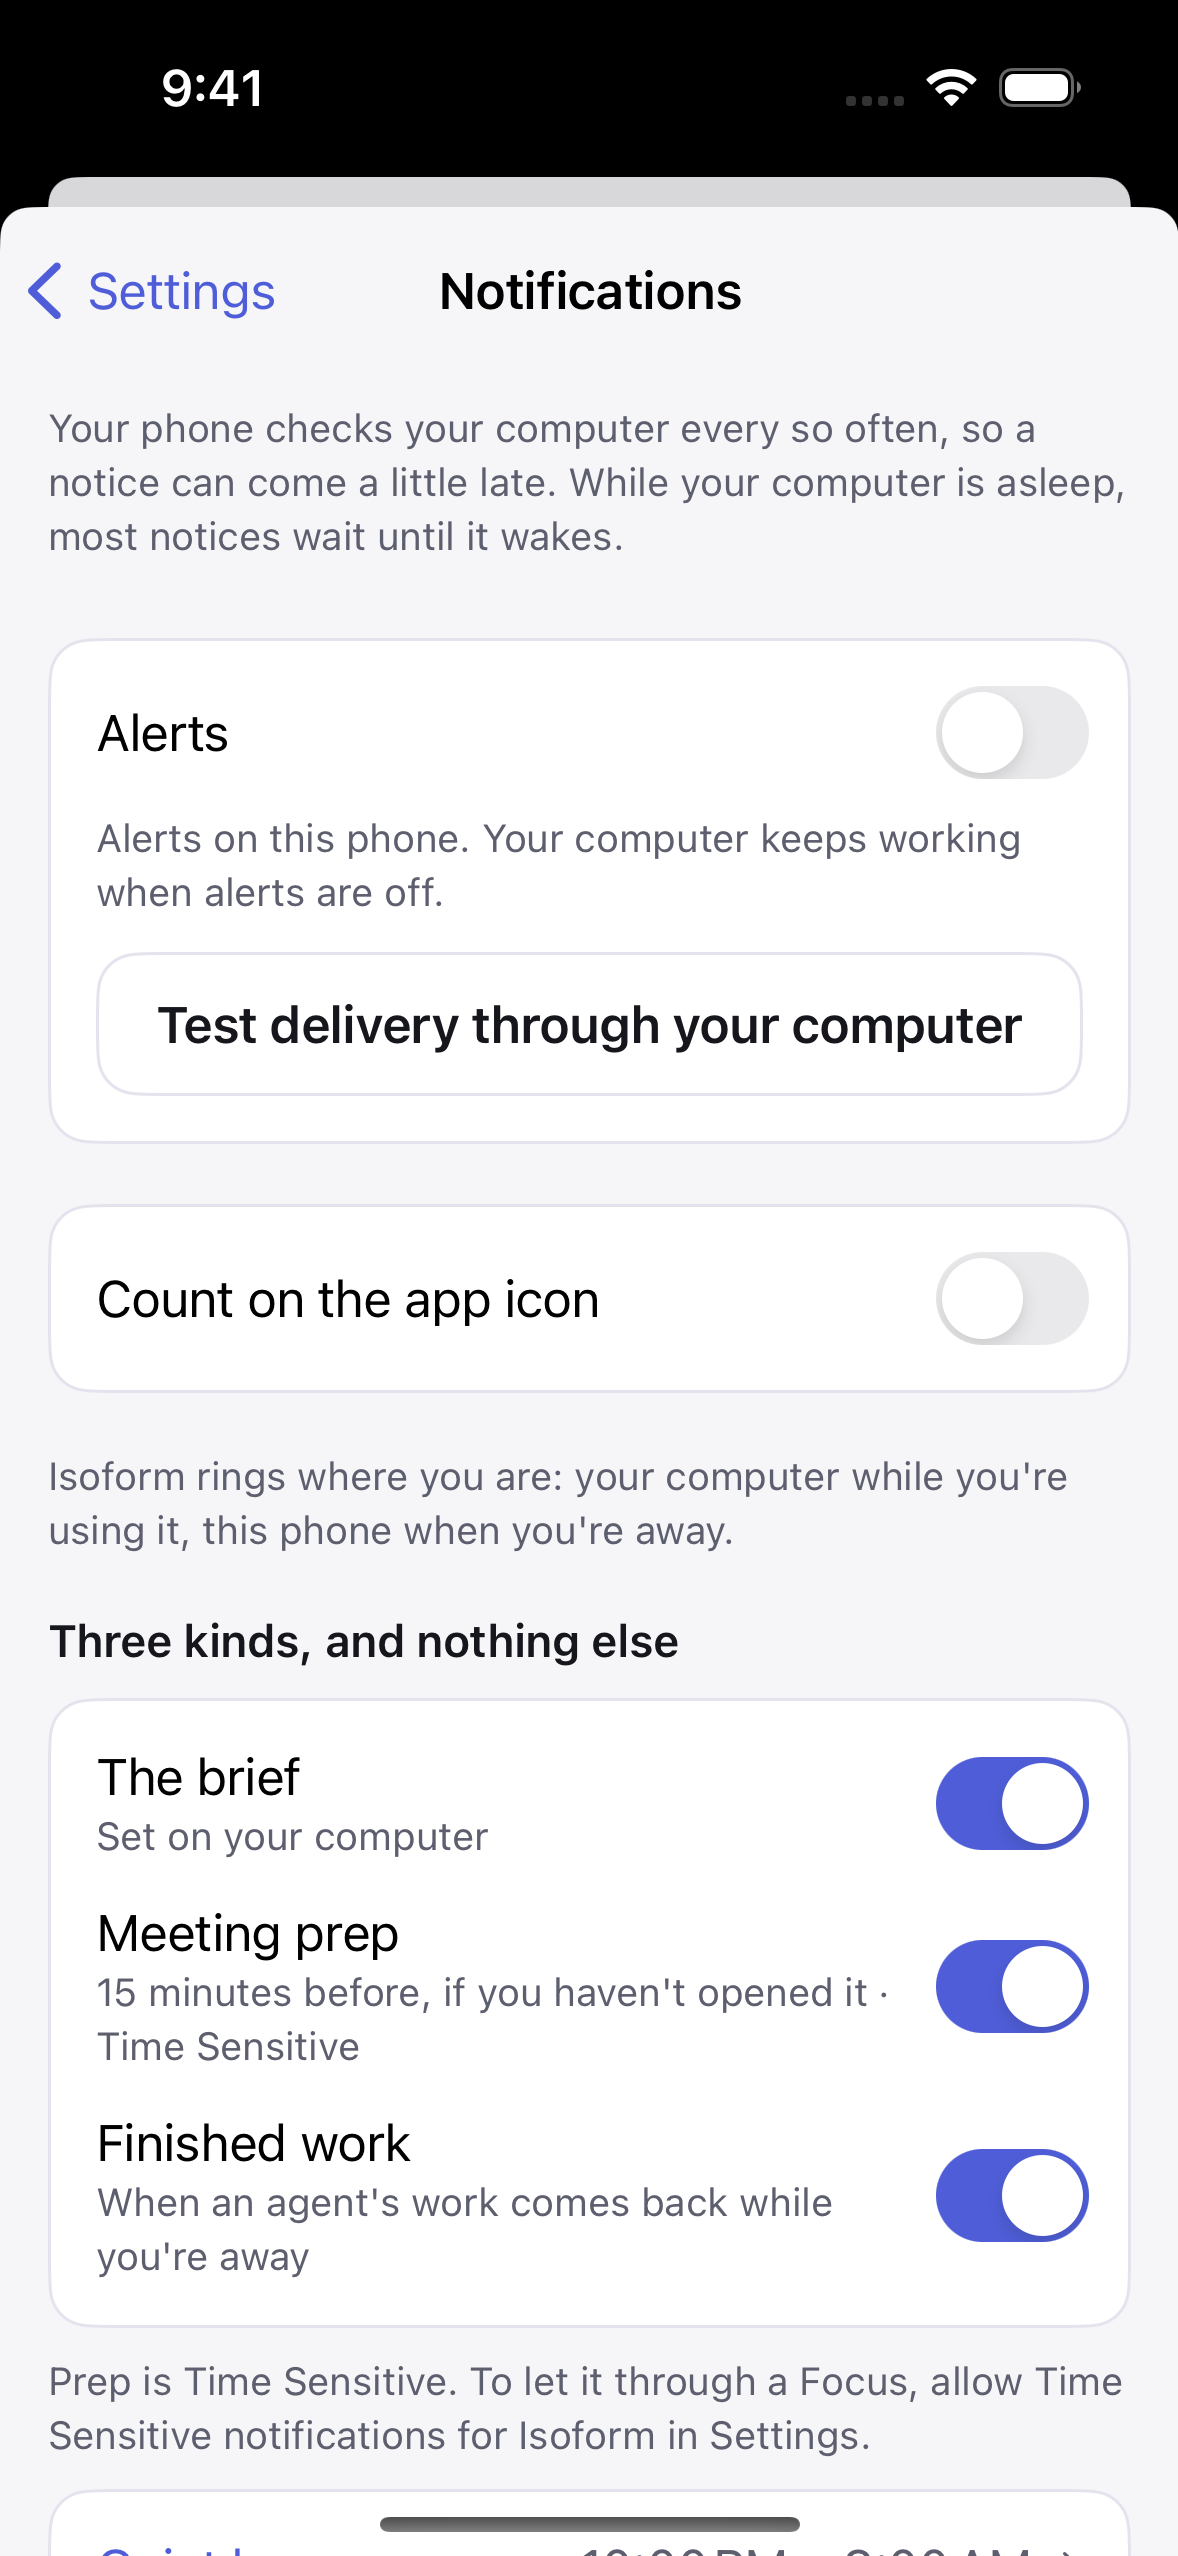 9:41
Settings
Notifications
Your phone checks your computer every so often, so a
notice can come a little late. While your computer is asleep,
most notices wait until it wakes.
Alerts
Alerts on this phone. Your computer keeps working
when alerts are off.
Test delivery through your computer
Count on the app icon
Isoform rings where you are: your computer while you're
using it, this phone when you're away.
Three kinds, and nothing else
The brief
Set on your computer
Meeting prep
15 minutes before, if you haven't opened it ·
Time Sensitive
Finished work
When an agent's work comes back while
you're away
Prep is Time Sensitive. To let it through a Focus, allow Time
Sensitive notifications for Isoform in Settings.